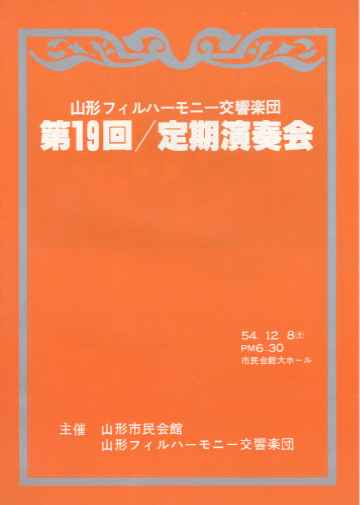 山形フィルハーモニー交響楽団
第19回/定期演奏会
54. 12. 8㊏
PM6.30
市民会館大ホール
主催 山形市民会館
山形フィルハーモニー交響楽団